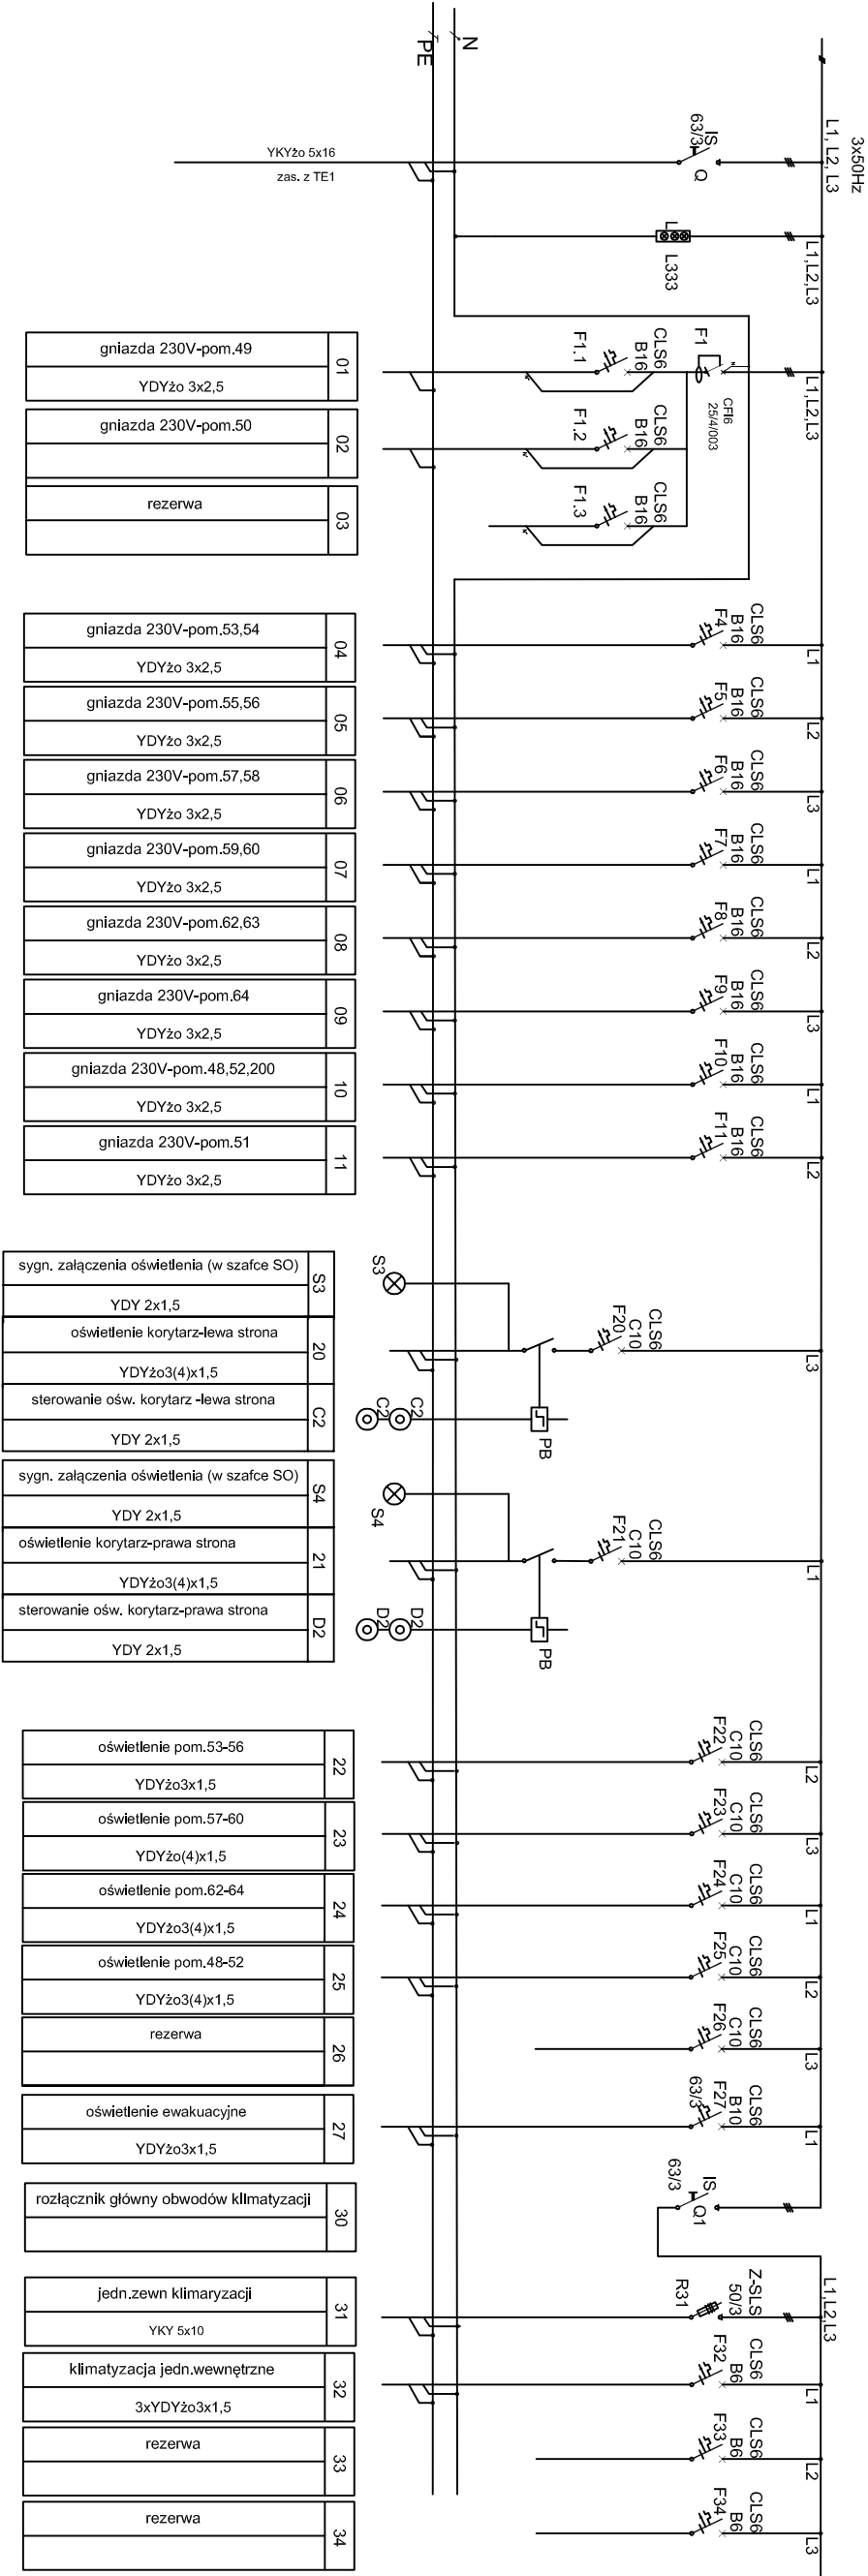 3x50Hz
L1, L2, L3
N
PE
IS
63/3
Q
YKYżo 5x16
zas. z TE1
L1,L2,L3
L
L333
L1,L2,L3
F1
CFI6
25/4/003
CLS6
B16
F1.1
CLS6
B16
F1.2
CLS6
B16
F1.3
01
gniazda 230V-pom.49
YDYżo 3x2,5
02
gniazda 230V-pom.50
03
rezerwa
L1
CLS6
B16
F4
04
gniazda 230V-pom.53,54
YDYżo 3x2,5
L2
CLS6
B16
F5
05
gniazda 230V-pom.55,56
YDYżo 3x2,5
L3
CLS6
B16
F6
06
gniazda 230V-pom.57,58
YDYżo 3x2,5
L1
CLS6
B16
F7
07
gniazda 230V-pom.59,60
YDYżo 3x2,5
L2
CLS6
B16
F8
08
gniazda 230V-pom.62,63
YDYżo 3x2,5
L3
CLS6
B16
F9
09
gniazda 230V-pom.64
YDYżo 3x2,5
L1
CLS6
B16
F10
10
gniazda 230V-pom.48,52,200
YDYżo 3x2,5
L2
CLS6
B16
F11
11
gniazda 230V-pom.51
YDYżo 3x2,5
S3
S3
sygn. załączenia oświetlenia (w szafce SO)
YDY 2x1,5
L3
CLS6
C10
F20
20
oświetlenie korytarz-lewa strona
YDYżo3(4)x1,5
PB
C2
C2
C2
sterowanie ośw. korytarz -lewa strona
YDY 2x1,5
S4
S4
sygn. załączenia oświetlenia (w szafce SO)
YDY 2x1,5
L1
CLS6
C10
F21
21
oświetlenie korytarz-prawa strona
YDYżo3(4)x1,5
PB
D2
D2
D2
sterowanie ośw. korytarz-prawa strona
YDY 2x1,5
L2
CLS6
C10
F22
22
oświetlenie pom.53-56
YDYżo3x1,5
L3
CLS6
C10
F23
23
oświetlenie pom.57-60
YDYżo(4)x1,5
L1
CLS6
C10
F24
24
oświetlenie pom.62-64
YDYżo3(4)x1,5
L2
CLS6
C10
F25
25
oświetlenie pom.48-52
YDYżo3(4)x1,5
L3
CLS6
C10
F26
26
rezerwa
L1
CLS6
B10
F27
63/3
27
oświetlenie ewakuacyjne
YDYżo3x1,5
IS
63/3
Q1
30
rozłącznik główny obwodów klImatyzacji
L1,L2,L3
Z-SLS
50/3
R31
31
jedn.zewn klimaryzacji
YKY 5x10
L1
CLS6
B6
F32
32
klimatyzacja jedn.wewnętrzne
3xYDYżo3x1,5
L2
CLS6
B6
F33
33
rezerwa
L3
CLS6
B6
F34
34
rezerwa